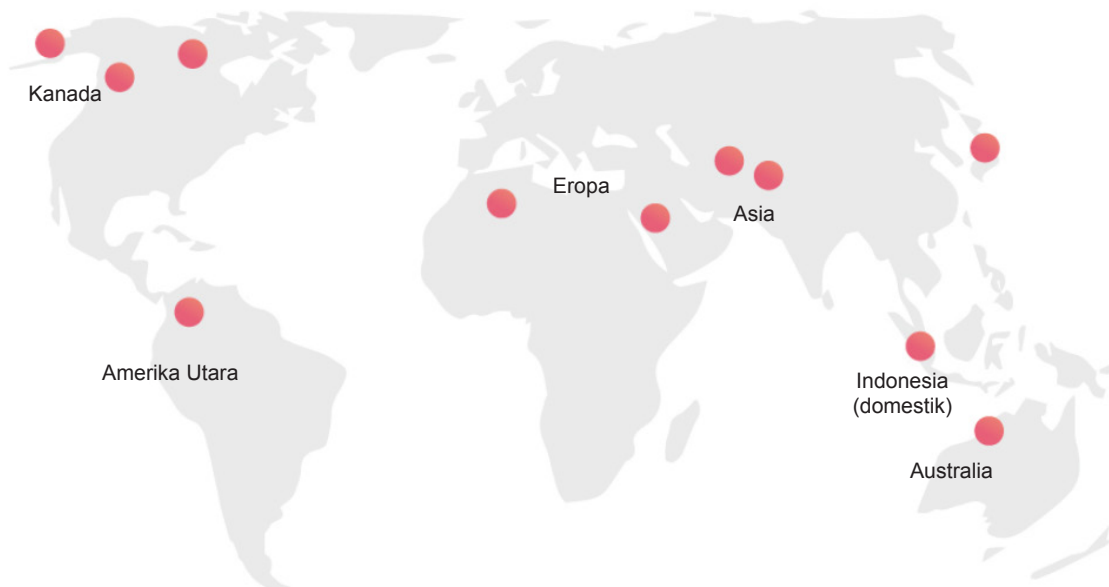 Kanada
Eropa
Asia
Amerika Utara
Indonesia
(domestik)
Australia